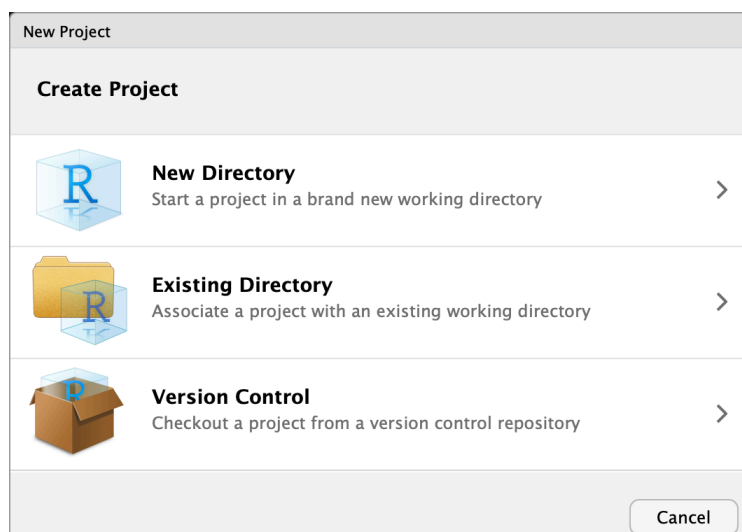 New Project
Create Project
R
New Directory
Start a project in a brand new working directory
R
Existing Directory
Associate a project with an existing working directory
R
Version Control
Checkout a project from a version control repository
Cancel